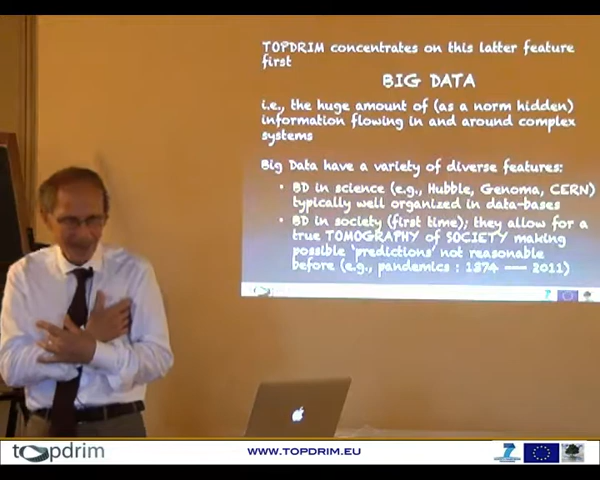 TOPDRIM concentrates on this latter feature
first
BIG DATA
i.e., the huge amount of (as a norm hidden)
information flowing in and around complex
systems
Big Data have a variety of diverse features:
• BD in science (e.g., Hubble, Genoma, CERN)
typically well organized in data-bases
• BD in society (first time); they allow for a
true TOMOGRAPHY of SOCIETY making
possible 'predictions' not reasonable
before (e.g., pandemics : 1874 --- 2011)
topdrim
WWW.TOPDRIM.EU